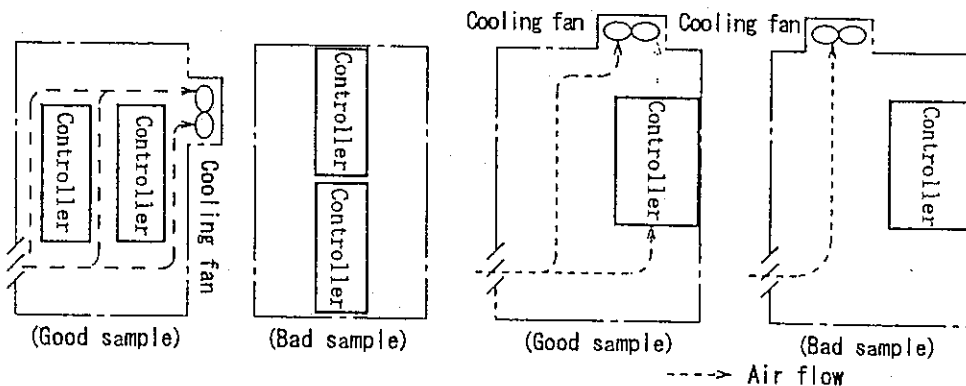 Cooling fan
Cooling fan
Controller
Controller
Cooling fan
Controller
Controller
Controller
Controller
(Good sample)
(Bad sample)
(Good sample)
(Bad sample)
Air flow